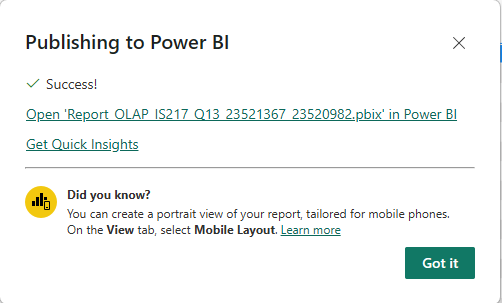 Publishing to Power BI
Success!
Open 'Report_OLAP_IS217_Q13_23521367_23520982.pbix' in Power BI
Get Quick Insights
Did you know?
You can create a portrait view of your report, tailored for mobile phones.
On the View tab, select Mobile Layout. Learn more
Got it